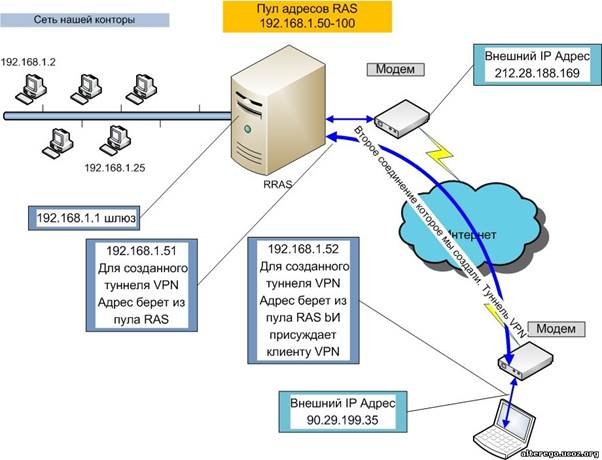 Сеть нашей конторы
Пул адресов RAS
192.168.1.50-100
Внешний IP Адрес
212.28.188.169
192.168.1.2
Модем
192.168.1.25
RRAS
192.168.1.1 шлюз
192.168.1.51
Для созданного
туннеля VPN
Адрес берет из
пула RAS
192.168.1.52
Для созданного
туннеля VPN
Адрес берет из
пула RAS bИ
присуждает
клиенту VPN
Второе соединение которое мы создали. Туннель VPN
Интернет
Модем
Внешний IP Адрес
90.29.199.35
alterego.ucoz.org